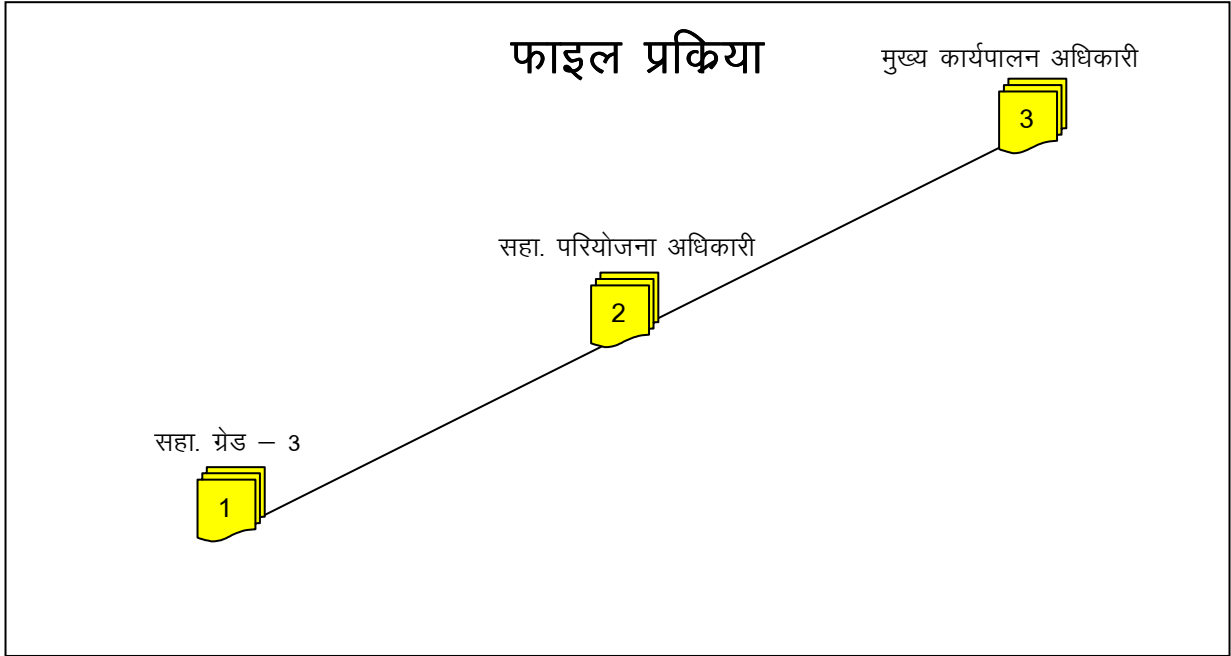 फाइल प्रक्रिया
मुख्य कार्यपालन अधिकारी
3
सहा. परियोजना अधिकारी
2
सहा. ग्रेड – 3
1